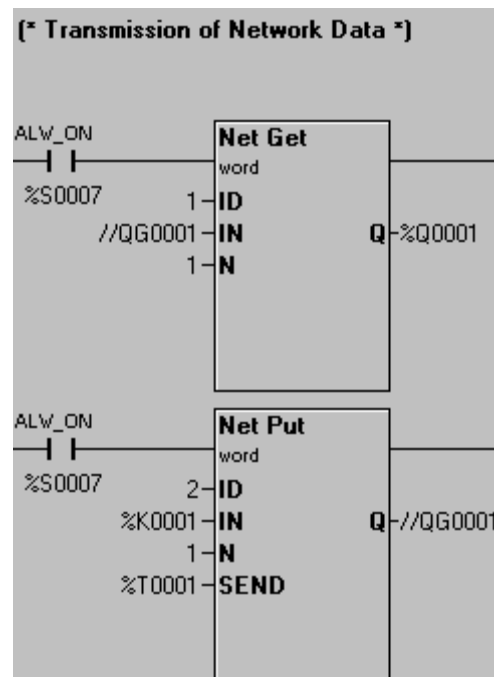 (* Transmission of Network Data *)
ALW_ON
Net Get
word
%S0007
1 ID
//QG0001 IN Q %Q0001
1 N
ALW_ON
Net Put
word
%S0007
2 ID
%K0001 IN Q //QG0001
1 N
%T0001 SEND